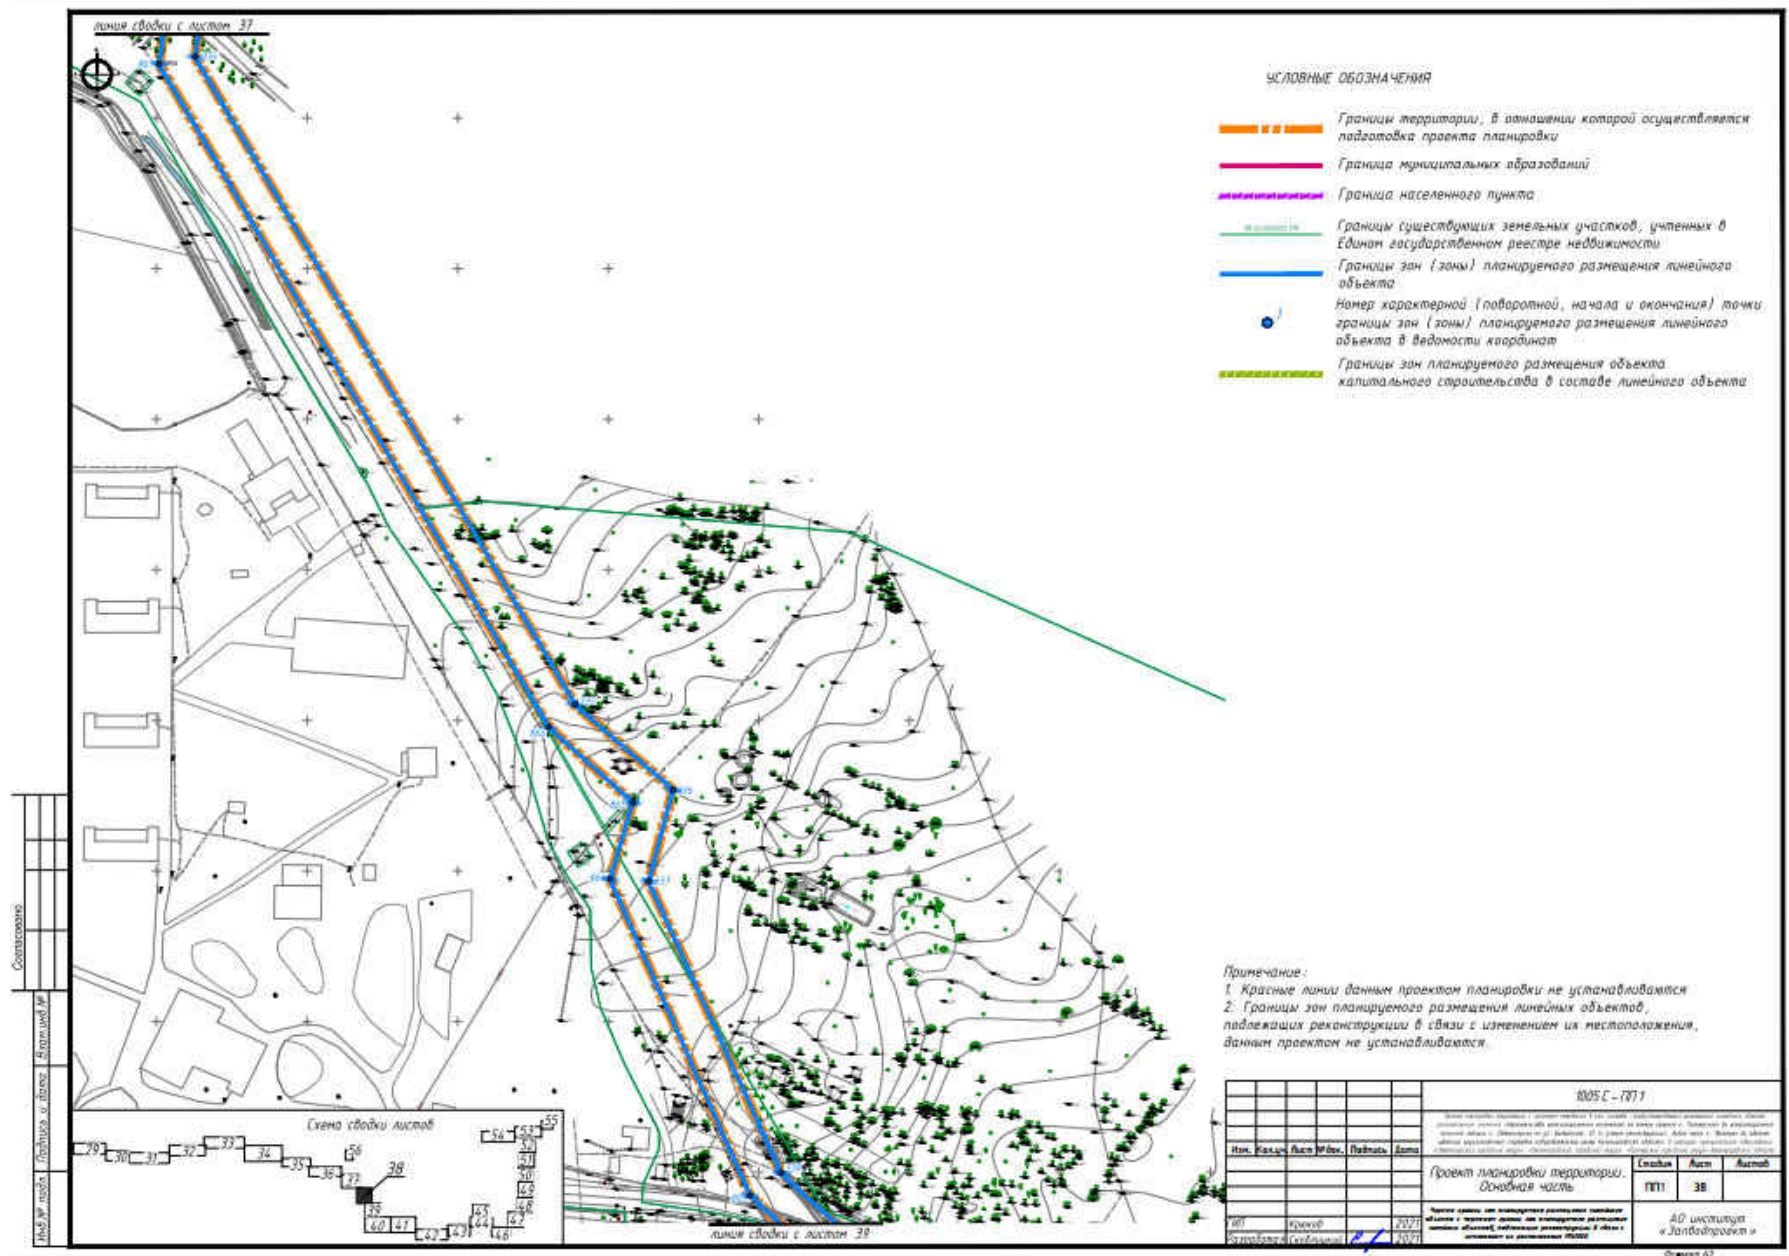 линия сводки с листом 37
УСЛОВНЫЕ ОБОЗНАЧЕНИЯ
Границы территории, в отношении которой осуществляется
подготовка проекта планировки
Граница муниципальных образований
Граница населенного пункта
Границы существующих земельных участков, учтенных в
Едином государственном реестре недвижимости
Границы зон (зоны) планируемого размещения линейного
объекта
Номер характерной (поворотной, начала и окончания) точки
границы зон (зоны) планируемого размещения линейного
объекта в ведомости координат
Границы зон планируемого размещения объекта
капитального строительства в составе линейного объекта
Примечание:
1. Красные линии данным проектом планировки не устанавливаются
2. Границы зон планируемого размещения линейных объектов,
подлежащих реконструкции в связи с изменением их местоположения,
данным проектом не устанавливаются.
Согласовано
Взам.инв.№
Подпись и дата
Инв.№ подл.
Схема сводки листов
29 30 31 32 33 34 35 36 37 38 39 40 41 42 43 44 45 46 47 48 49 50 51 52 53 54 55 56
линия сводки с листом 39
1005С-ПП1
Изм. Кол.уч Лист №док. Подпись Дата
Проект планировки территории.
Основная часть
Стадия Лист Листов
ПП1 38
ГИП Крюков 2021
Разработал 2021
АО институт
«Запводпроект»
Формат А2